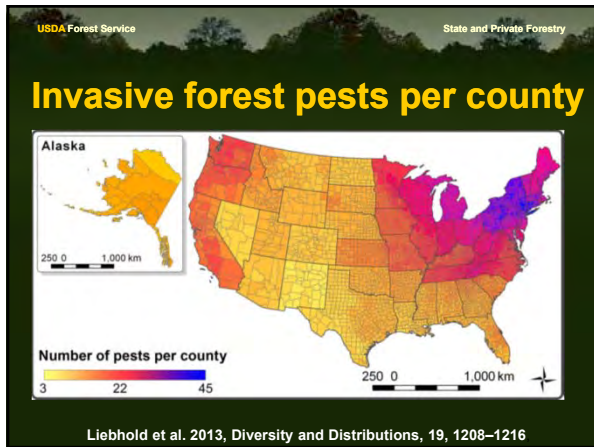 USDA Forest Service State and Private Forestry
Invasive forest pests per county
Alaska
250 0 1,000 km
Number of pests per county
3 22 45
250 0 1,000 km
Liebhold et al. 2013, Diversity and Distributions, 19, 1208–1216